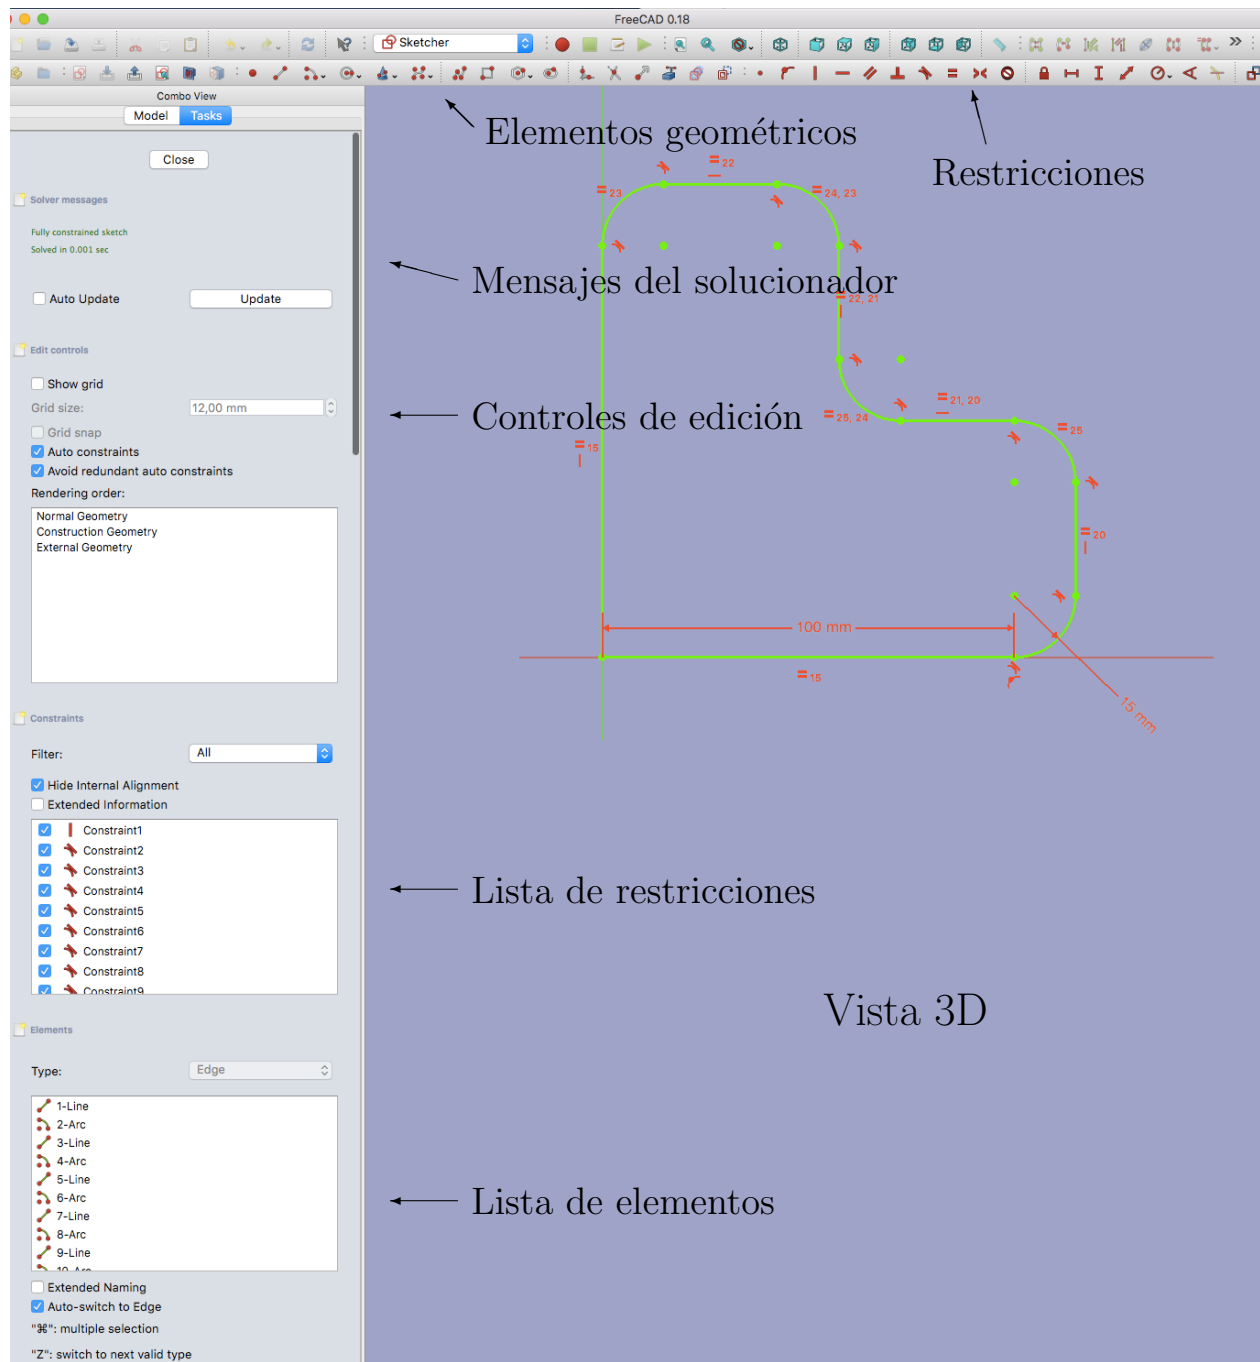 FreeCAD 0.18
Sketcher
Combo View
Model Tasks
Close
Solver messages
Fully constrained sketch
Solved in 0.001 sec
Auto Update Update
Edit controls
Show grid
Grid size: 12,00 mm
Grid snap
Auto constraints
Avoid redundant auto constraints
Rendering order:
Normal Geometry
Construction Geometry
External Geometry
Constraints
Filter: All
Hide Internal Alignment
Extended Information
Constraint1
Constraint2
Constraint3
Constraint4
Constraint5
Constraint6
Constraint7
Constraint8
Constraint9
Elements
Type: Edge
1-Line
2-Arc
3-Line
4-Arc
5-Line
6-Arc
7-Line
8-Arc
9-Line
10-Arc
Extended Naming
Auto-switch to Edge
"⌘": multiple selection
"Z": switch to next valid type
Elementos geométricos
Restricciones
22
23
24, 23
Mensajes del solucionador
22, 21
Controles de edición
25, 24
21, 20
25
15
20
100 mm
15
15 mm
Lista de restricciones
Vista 3D
Lista de elementos